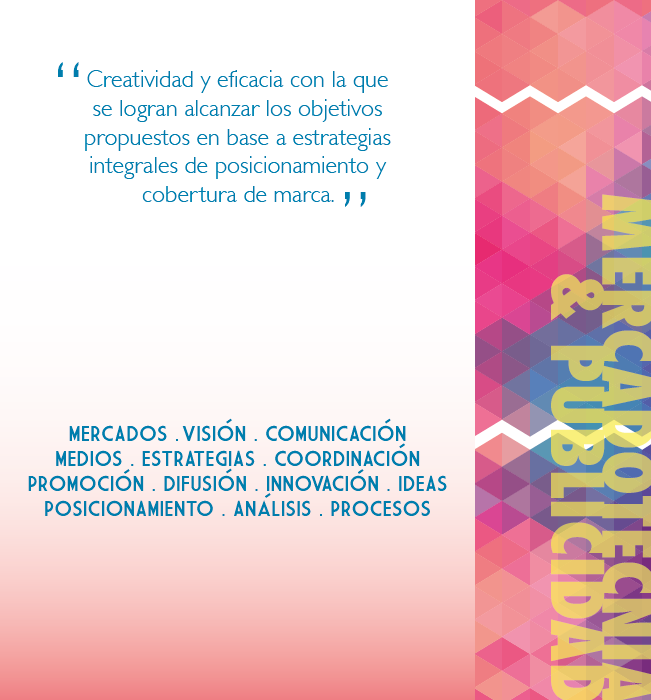 “ Creatividad y eficacia con la que
se logran alcanzar los objetivos
propuestos en base a estrategias
integrales de posicionamiento y
cobertura de marca. ”
MERCADOS . VISIÓN . COMUNICACIÓN
MEDIOS . ESTRATEGIAS . COORDINACIÓN
PROMOCIÓN . DIFUSIÓN . INNOVACIÓN . IDEAS
POSICIONAMIENTO . ANÁLISIS . PROCESOS
MERCADOTECNIA
& PUBLICIDAD